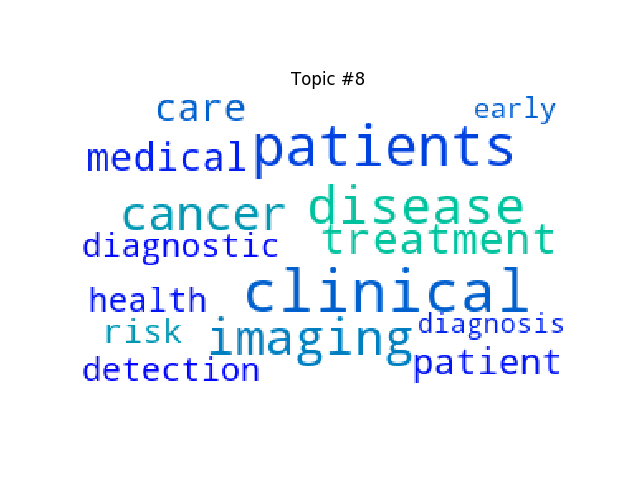 Topic #8
care early
medical patients
cancer disease
diagnostic treatment
health clinical
risk imaging diagnosis
detection patient